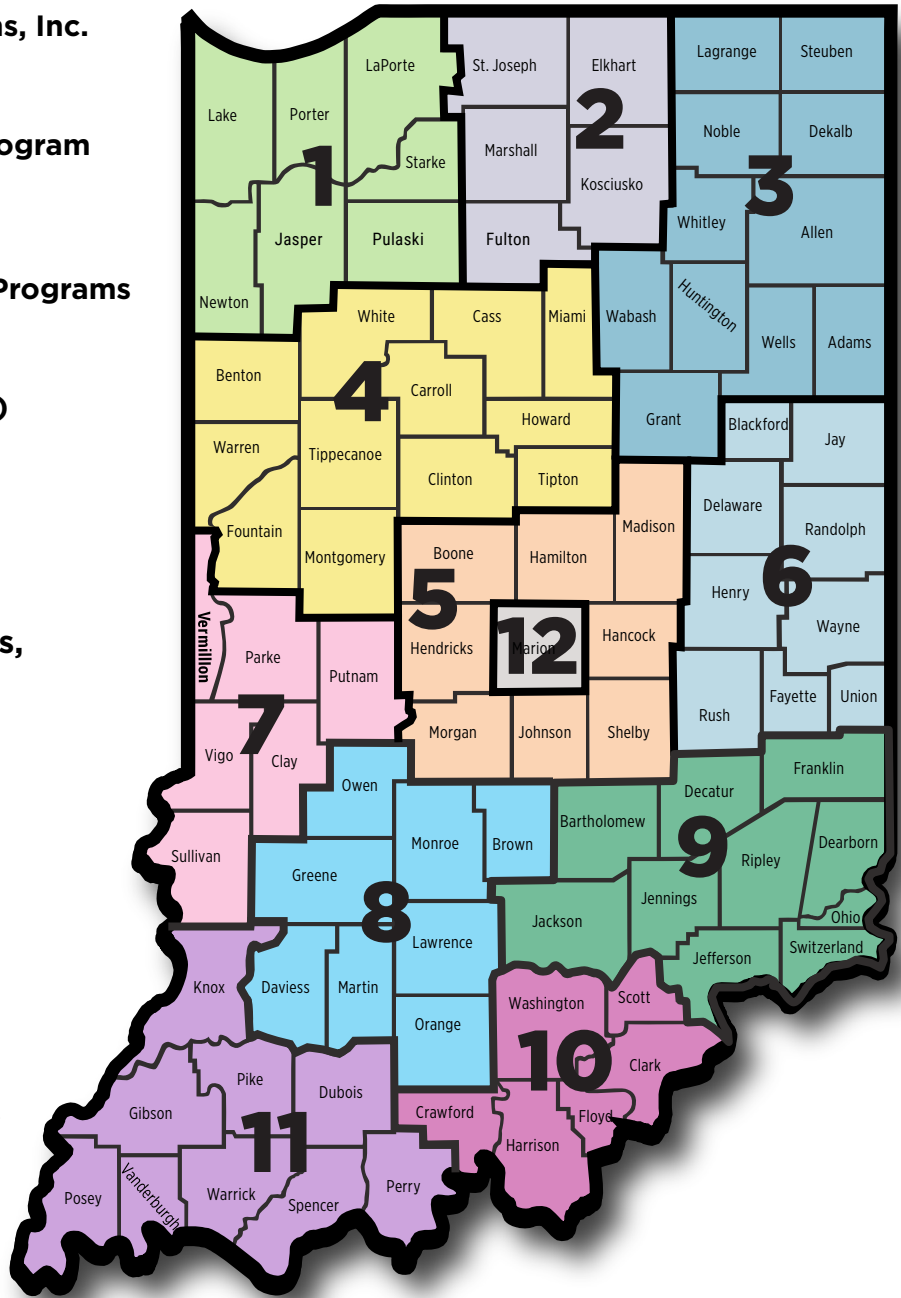 ns, Inc.
ogram
Programs
)
s,
Lake
Porter
LaPorte
Starke
1
Jasper
Pulaski
Newton
St. Joseph
Elkhart
2
Marshall
Kosciusko
Fulton
Lagrange
Steuben
Noble
Dekalb
3
Whitley
Allen
Wabash
Huntington
Wells
Adams
Grant
White
Cass
Miami
Benton
4
Carroll
Howard
Warren
Tippecanoe
Clinton
Tipton
Fountain
Montgomery
Boone
Hamilton
Madison
5
Hendricks
12
Marion
Hancock
Morgan
Johnson
Shelby
Blackford
Jay
Delaware
Randolph
6
Henry
Wayne
Rush
Fayette
Union
Vermillion
Parke
Putnam
7
Vigo
Clay
Sullivan
Owen
Monroe
Brown
Greene
8
Lawrence
Daviess
Martin
Orange
Franklin
Decatur
Bartholomew
9
Ripley
Dearborn
Jennings
Ohio
Jackson
Jefferson
Switzerland
Washington
Scott
10
Clark
Crawford
Floyd
Harrison
Knox
Pike
Dubois
Gibson
11
Posey
Vanderburgh
Warrick
Spencer
Perry